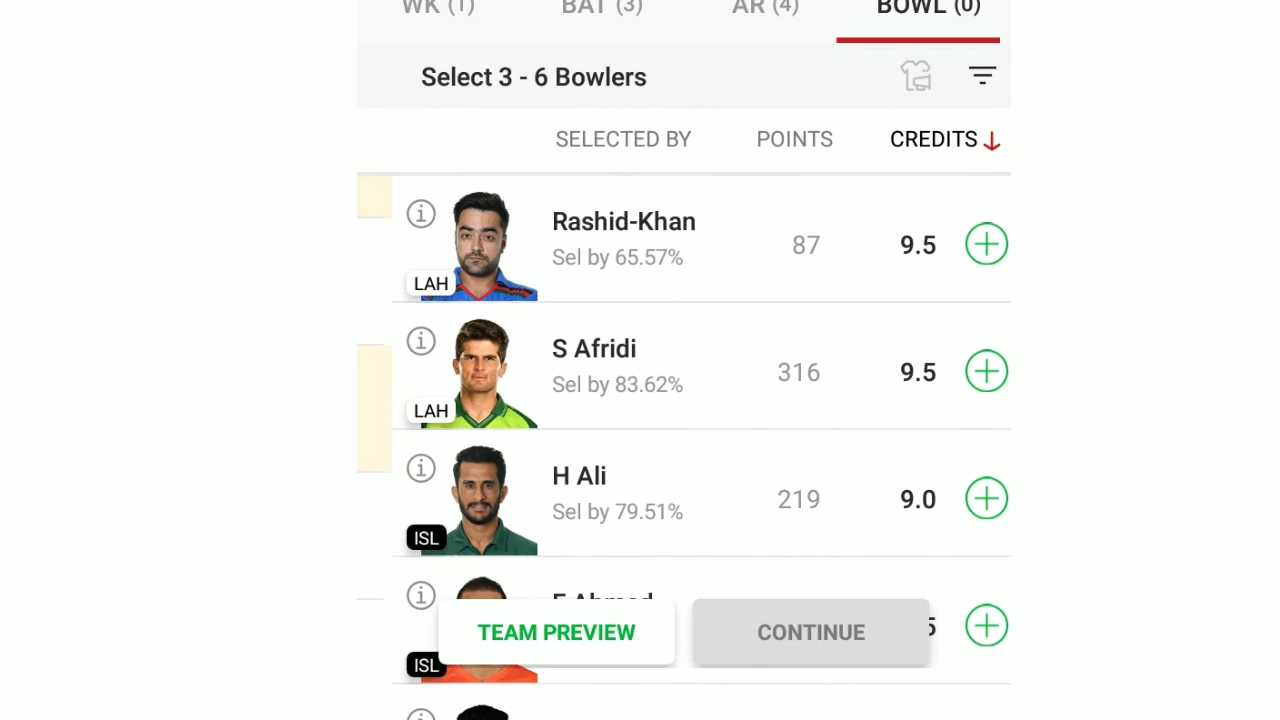 WK (1) BAT (3) AR (4) BOWL (0)
Select 3 - 6 Bowlers
SELECTED BY POINTS CREDITS
Rashid-Khan
Sel by 65.57%
87
9.5
LAH
S Afridi
Sel by 83.62%
316
9.5
LAH
H Ali
Sel by 79.51%
219
9.0
ISL
5
ISL
TEAM PREVIEW
CONTINUE